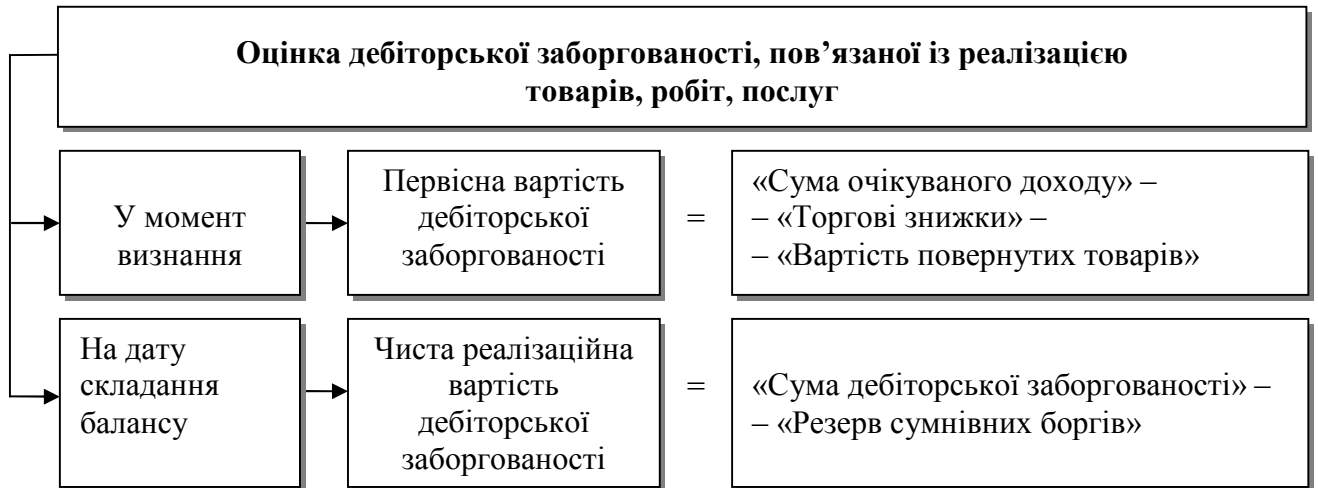 Оцінка дебіторської заборгованості, пов’язаної із реалізацією
товарів, робіт, послуг
У момент
визнання
Первісна вартість
дебіторської
заборгованості
=
«Сума очікуваного доходу» –
– «Торгові знижки» –
– «Вартість повернутих товарів»
На дату
складання
балансу
Чиста реалізаційна
вартість
дебіторської
заборгованості
=
«Сума дебіторської заборгованості» –
– «Резерв сумнівних боргів»